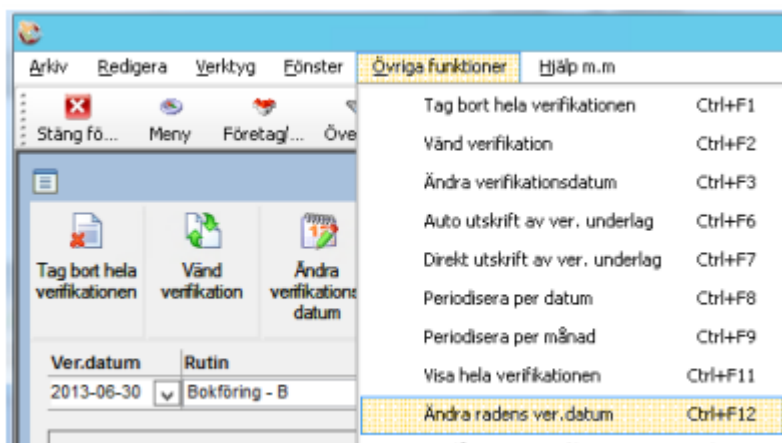 Arkiv Redigera Verktyg Fönster Övriga funktioner Hjälp m.m
Stäng fö... Meny Företag/... Öve
Tag bort hela verifikationen Ctrl+F1
Vänd verifikation Ctrl+F2
Ändra verifikationsdatum Ctrl+F3
Auto utskrift av ver. underlag Ctrl+F6
Direkt utskrift av ver. underlag Ctrl+F7
Periodisera per datum Ctrl+F8
Periodisera per månad Ctrl+F9
Visa hela verifikationen Ctrl+F11
Ändra radens ver.datum Ctrl+F12
Tag bort hela
verifikationen
Vänd
verifikation
Ändra
verifikations
datum
Ver.datum Rutin
2013-06-30 Bokföring - B